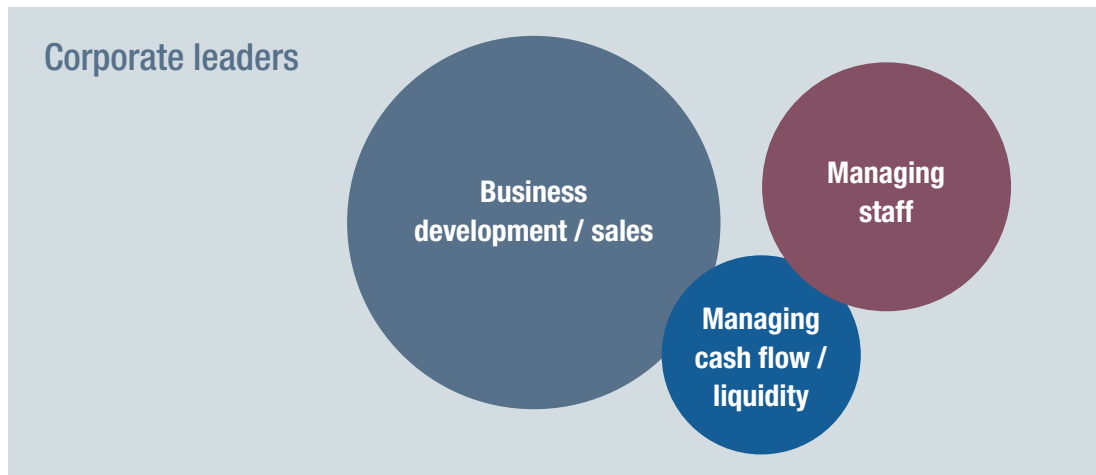 Corporate leaders
Business
development / sales
Managing
staff
Managing
cash flow /
liquidity